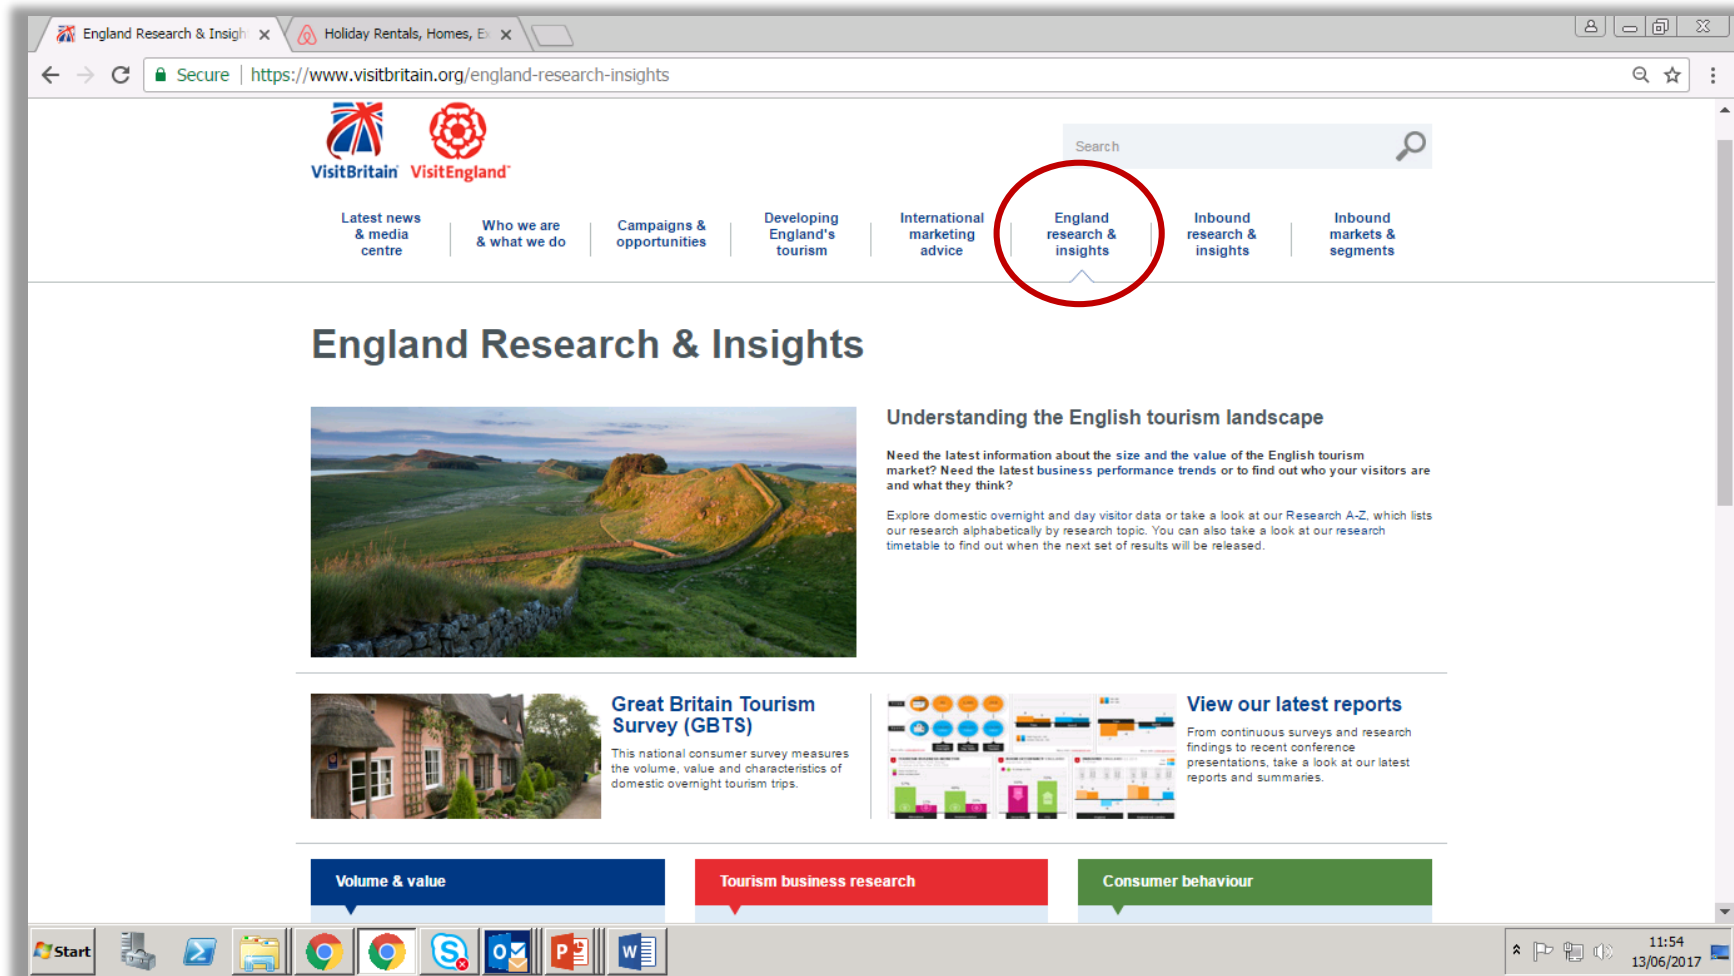 England Research & Insigh
Holiday Rentals, Homes, Ex
Secure
https://www.visitbritain.org/england-research-insights
VisitBritain
VisitEngland™
Search
Latest news
& media
centre
Who we are
& what we do
Campaigns &
opportunities
Developing
England's
tourism
International
marketing
advice
England
research &
insights
Inbound
research &
insights
Inbound
markets &
segments
England Research & Insights
Understanding the English tourism landscape
Need the latest information about the size and the value of the English tourism
market? Need the latest business performance trends or to find out who your visitors are
and what they think?
Explore domestic overnight and day visitor data or take a look at our Research A-Z, which lists
our research alphabetically by research topic. You can also take a look at our research
timetable to find out when the next set of results will be released.
Great Britain Tourism
Survey (GBTS)
This national consumer survey measures
the volume, value and characteristics of
domestic overnight tourism trips.
View our latest reports
From continuous surveys and research
findings to recent conference
presentations, take a look at our latest
reports and summaries.
Volume & value
Tourism business research
Consumer behaviour
Start
11:54
13/06/2017